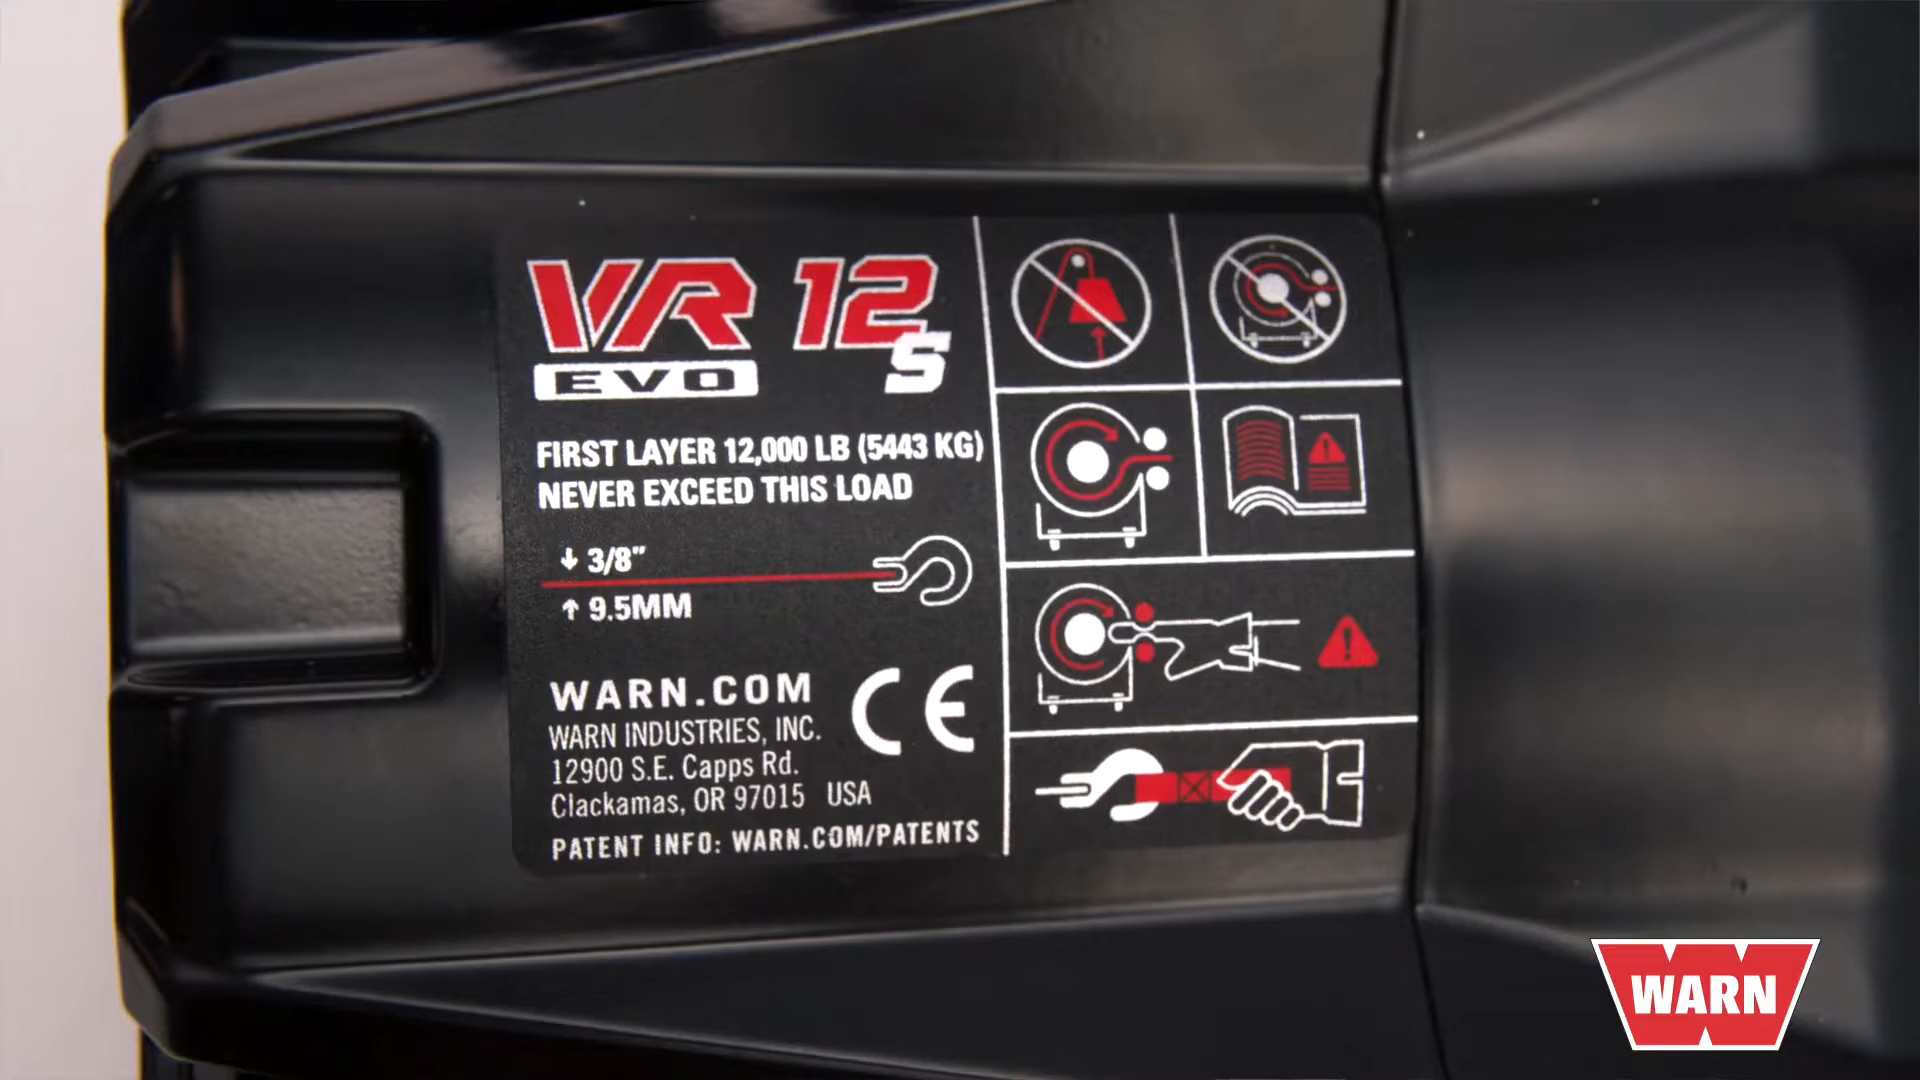 VR 12
EVO S
FIRST LAYER 12,000 LB (5443 KG)
NEVER EXCEED THIS LOAD
3/8"
9.5MM
WARN.COM
CE
WARN INDUSTRIES, INC.
12900 S.E. Capps Rd.
Clackamas, OR 97015 USA
PATENT INFO: WARN.COM/PATENTS
WARN